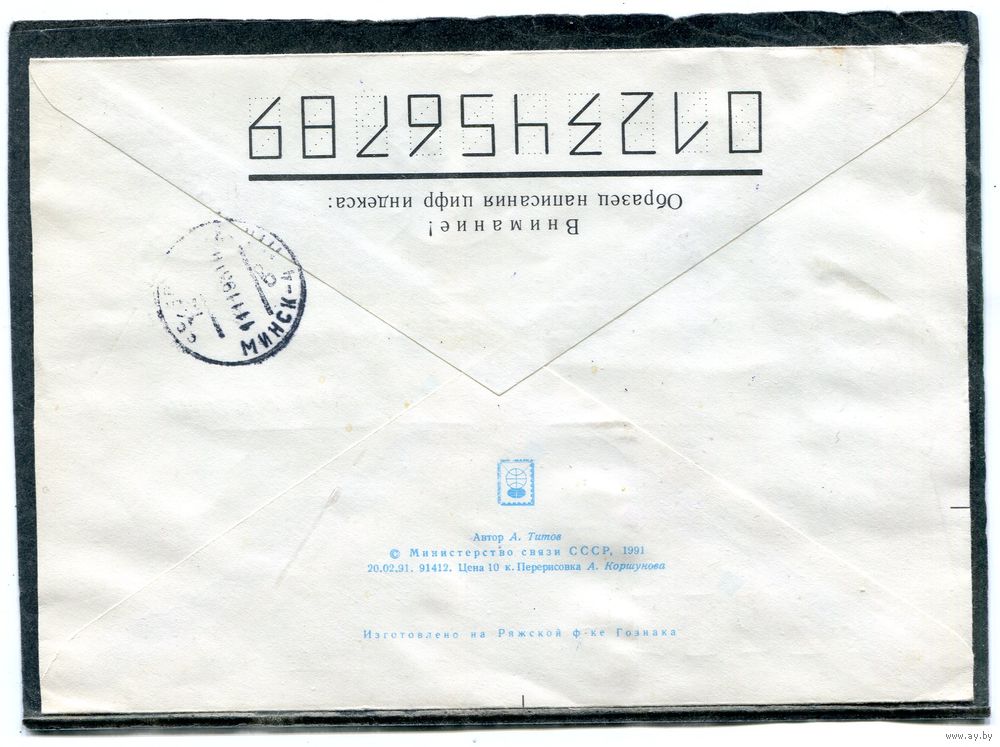 0123456789
Образец написания цифр индекса:
Внимание!
МИНСК-4
Автор А. Титов
© Министерство связи СССР, 1991
20.02.91. 91412. Цена 10 к. Перерисовка А. Коршунова
Изготовлено на Ряжской ф-ке Гознака
www.ay.by